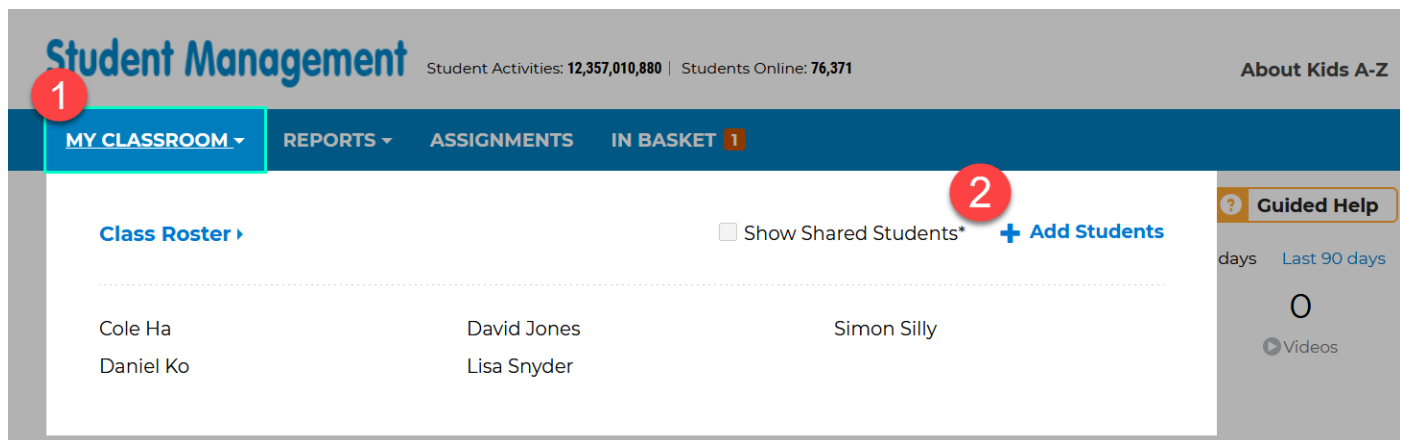 Student Management Student Activities: 12,357,010,880 | Students Online: 76,371 About Kids A-Z
1
MY CLASSROOM REPORTS ASSIGNMENTS IN BASKET 1
2
? Guided Help
Class Roster Show Shared Students* + Add Students
days Last 90 days
0
Cole Ha David Jones Simon Silly
Videos
Daniel Ko Lisa Snyder